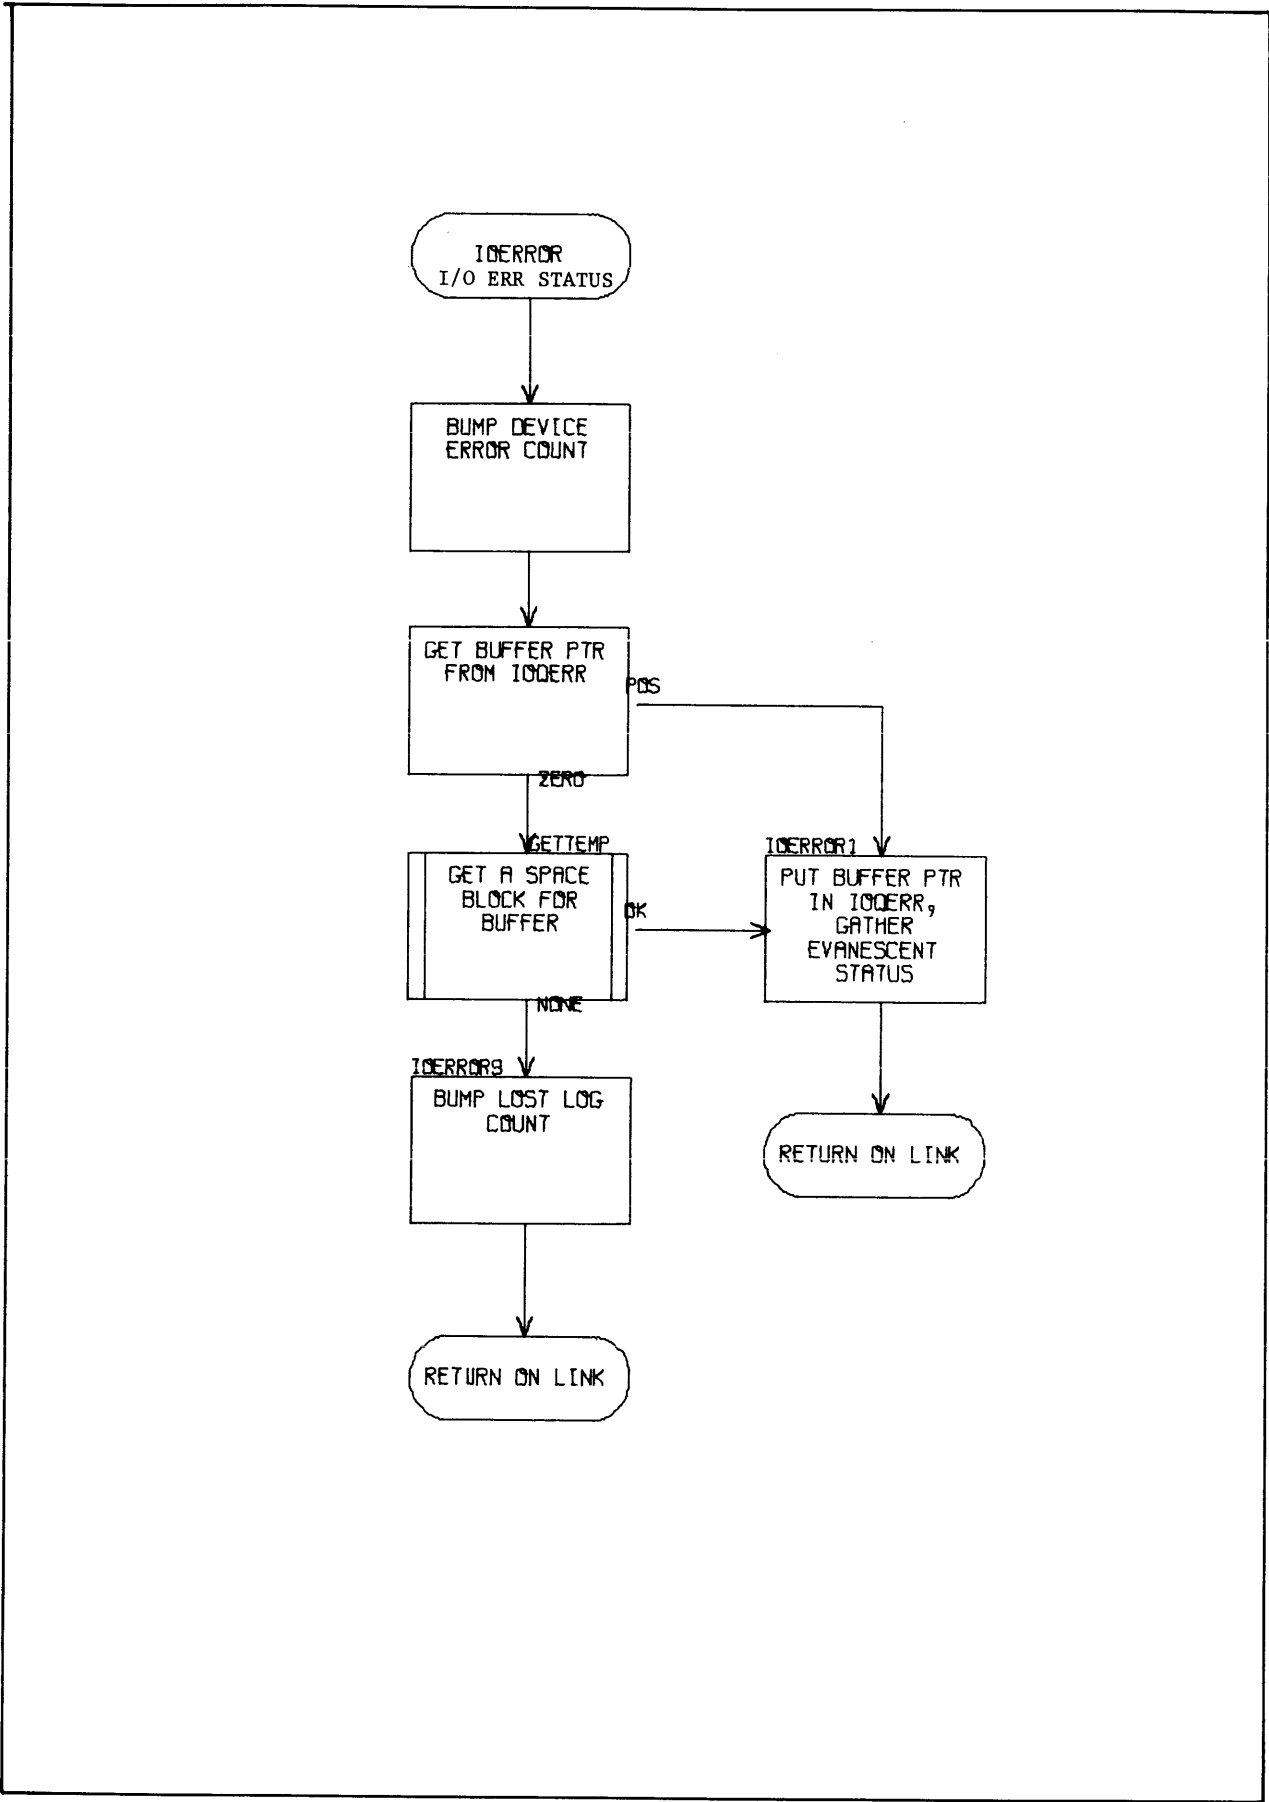 IOERROR
I/O ERR STATUS
BUMP DEVICE
ERROR COUNT
GET BUFFER PTR
FROM IOQERR
POS
ZERO
GETTEMP
GET A SPACE
BLOCK FOR
BUFFER
OK
NONE
IOERROR1
PUT BUFFER PTR
IN IOQERR,
GATHER
EVANESCENT
STATUS
RETURN ON LINK
IOERROR9
BUMP LOST LOG
COUNT
RETURN ON LINK